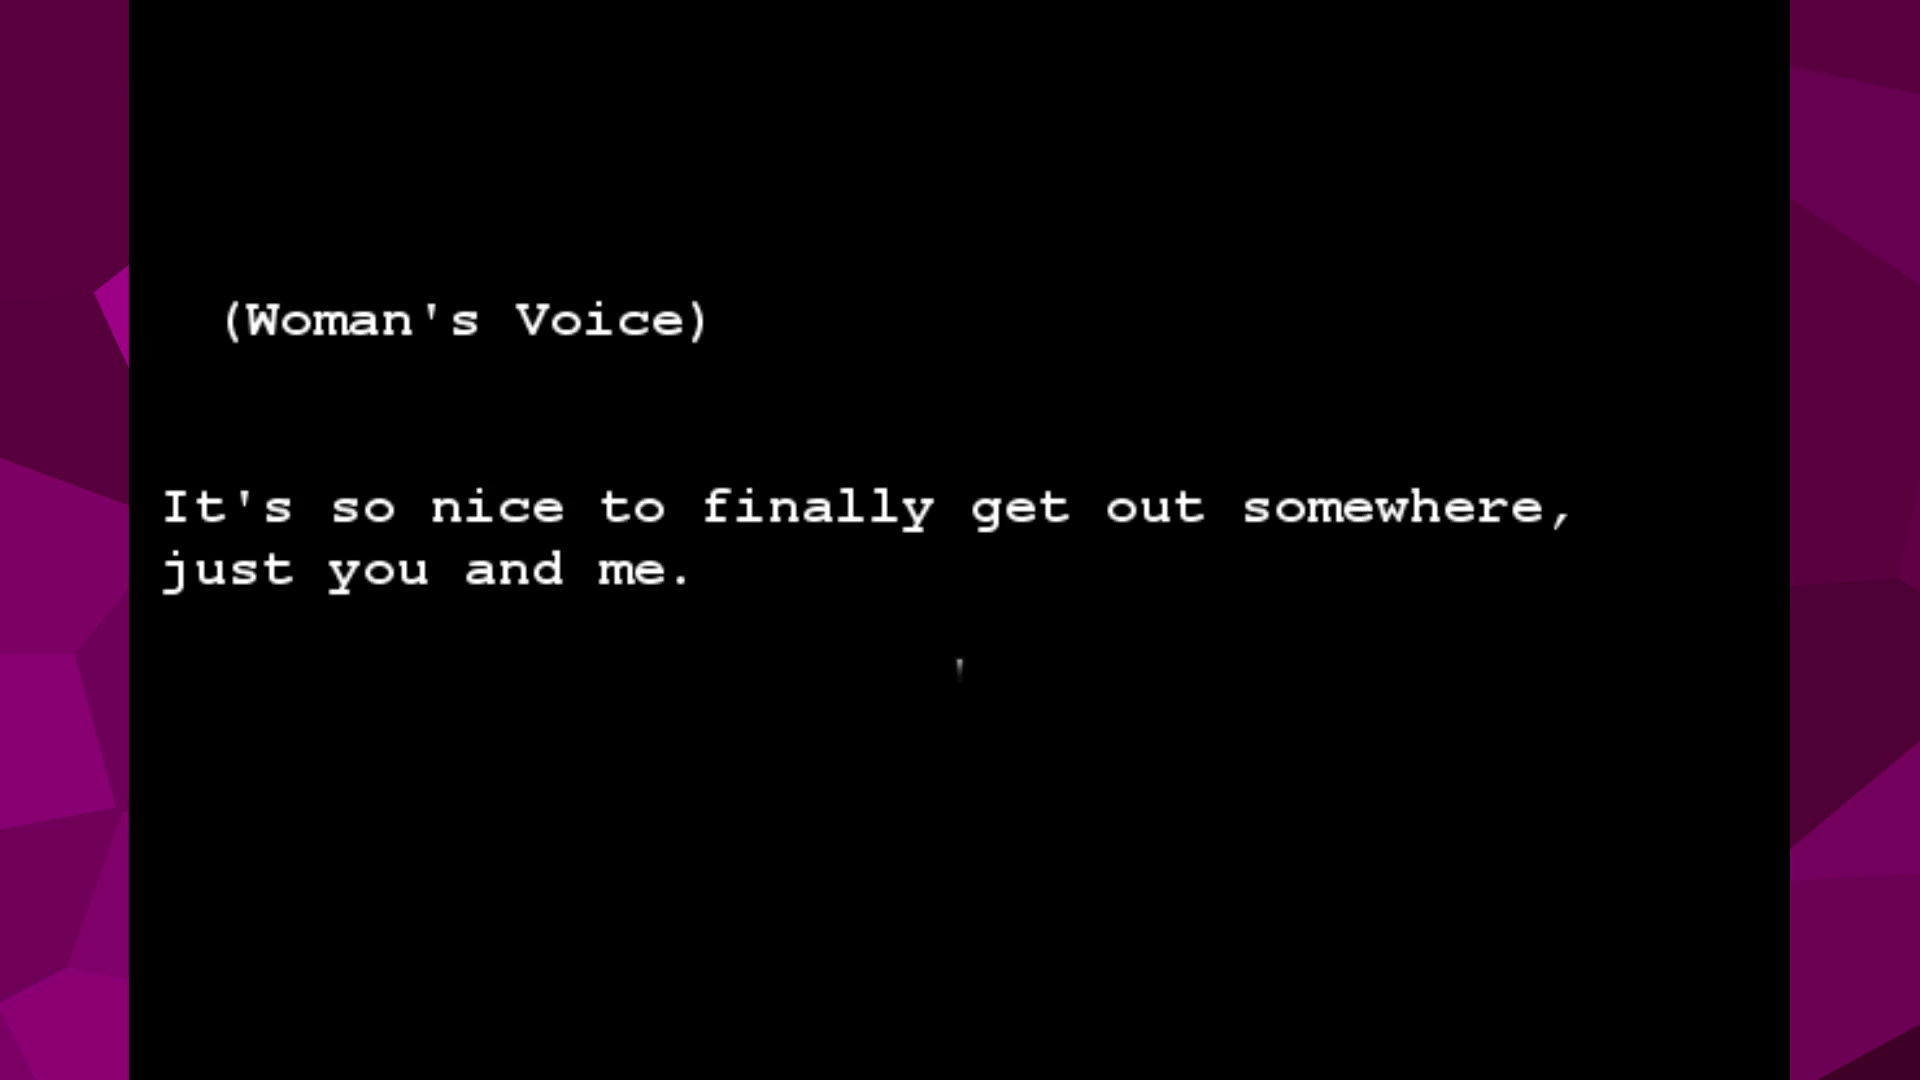 (Woman's Voice)
It's so nice to finally get out somewhere,
just you and me.